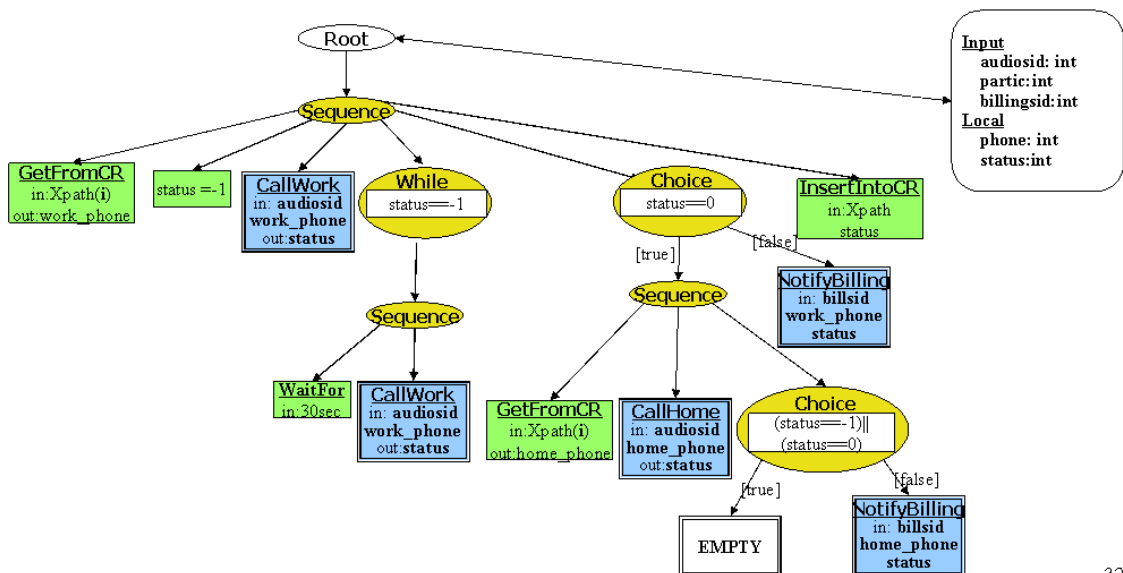 Root
Input
audiosid: int
partic:int
billingsid:int
Local
phone: int
status:int
Sequence
GetFromCR
in:Xpath(i)
out:work_phone
status =-1
CallWork
in: audiosid
work_phone
out:status
While
status==-1
Choice
status==0
InsertIntoCR
in:Xpath
status
[true]
[false]
NotifyBilling
in: billsid
work_phone
status
Sequence
Sequence
WaitFor
in:30sec
CallWork
in: audiosid
work_phone
out:status
GetFromCR
in:Xpath(i)
out:home_phone
CallHome
in: audiosid
home_phone
out:status
Choice
(status==-1)||
(status==0)
[true]
[false]
EMPTY
NotifyBilling
in: billsid
home_phone
status